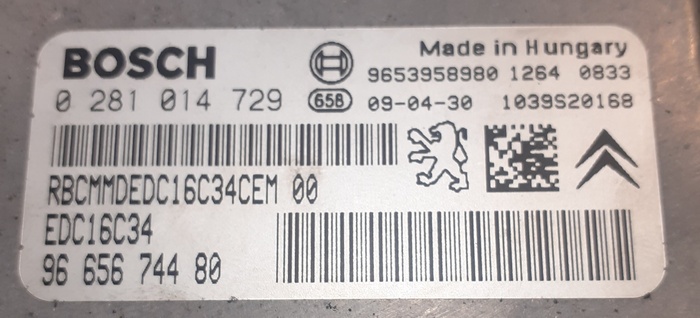 BOSCH
Made in Hungary
9653958980 1264 0833
0 281 014 729
658 09-04-30 1039S20168
RBCMMDEDC16C34CEM 00
EDC16C34
96 656 744 80